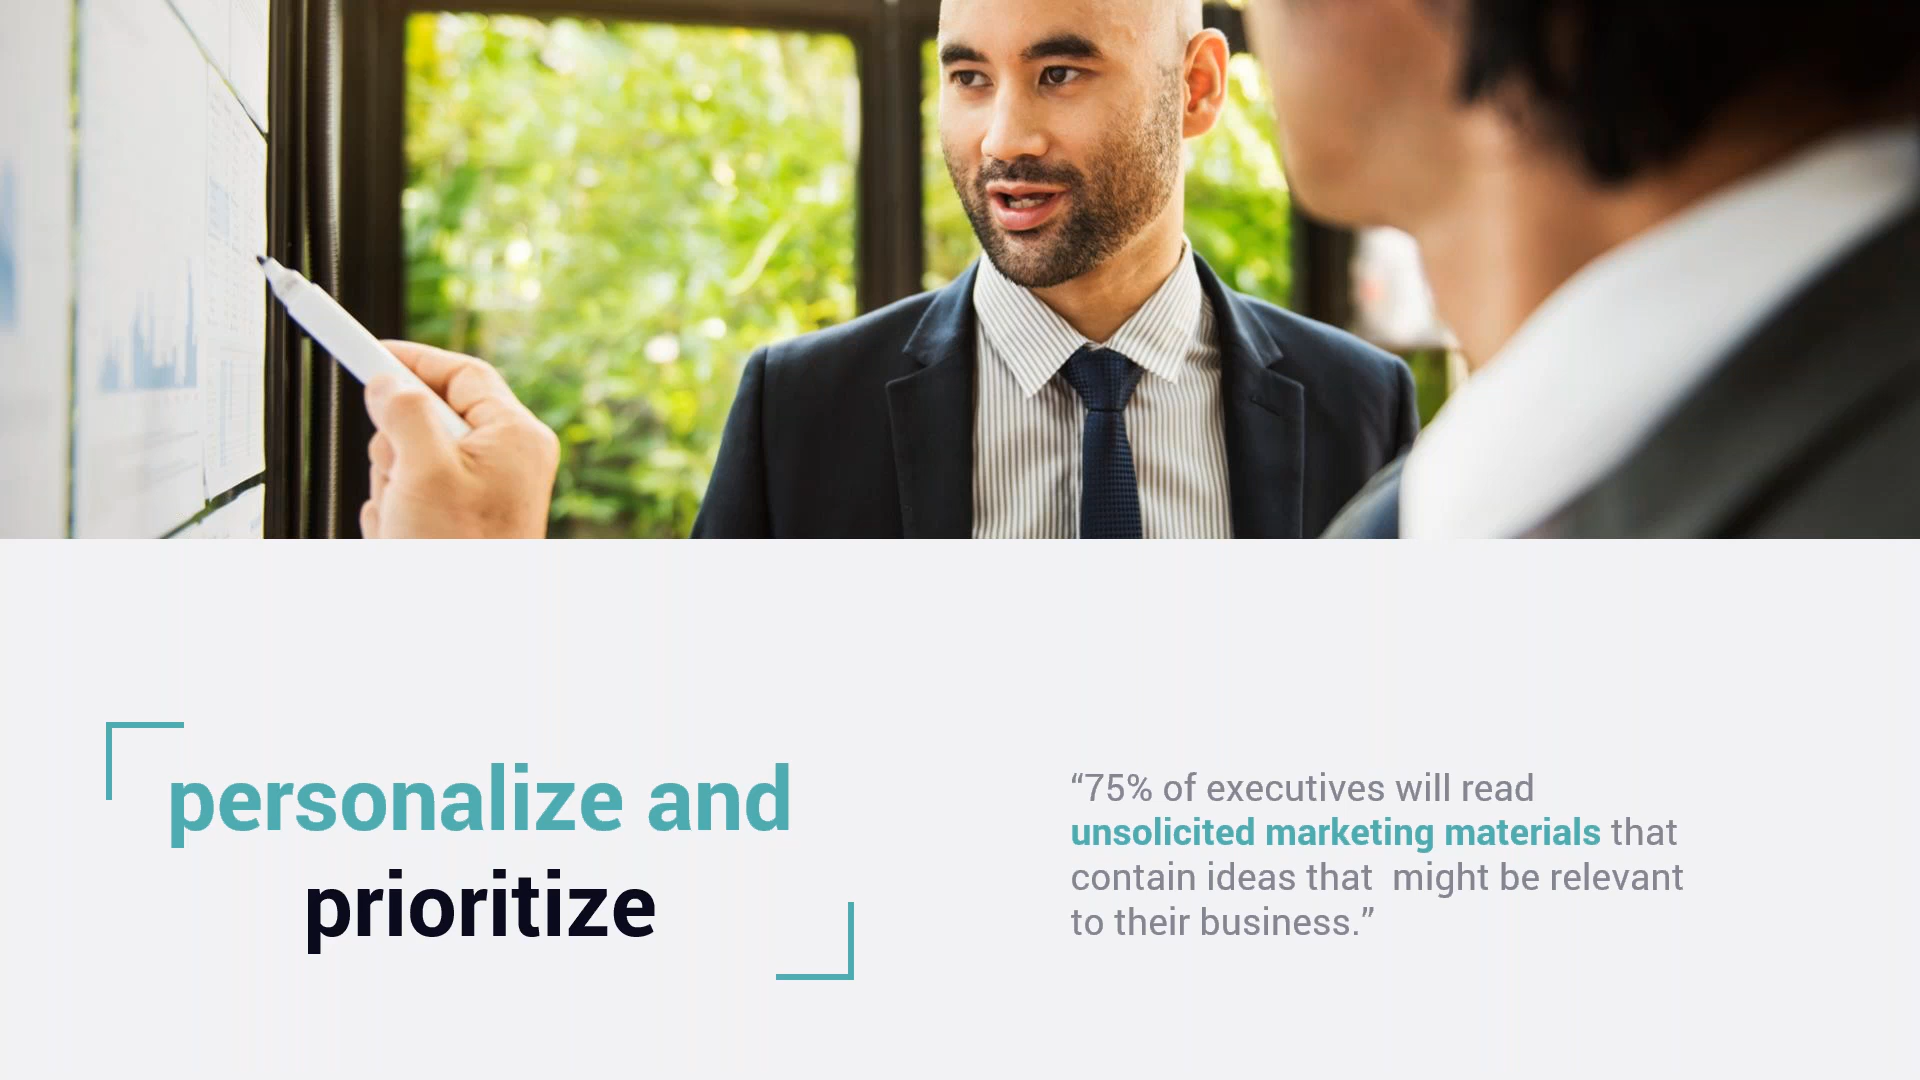 personalize and
prioritize
“75% of executives will read
unsolicited marketing materials that
contain ideas that  might be relevant
to their business.”